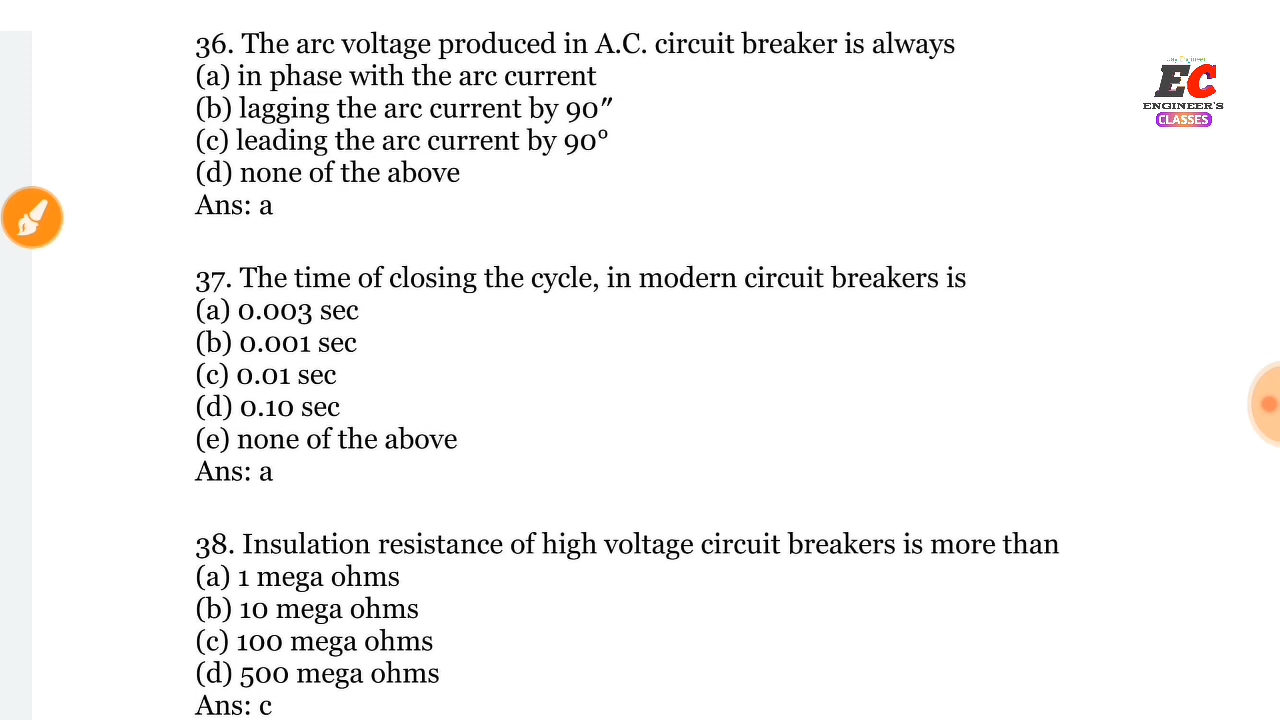 36. The arc voltage produced in A.C. circuit breaker is always
(a) in phase with the arc current
(b) lagging the arc current by 90″
(c) leading the arc current by 90°
(d) none of the above
Ans: a
37. The time of closing the cycle, in modern circuit breakers is
(a) 0.003 sec
(b) 0.001 sec
(c) 0.01 sec
(d) 0.10 sec
(e) none of the above
Ans: a
38. Insulation resistance of high voltage circuit breakers is more than
(a) 1 mega ohms
(b) 10 mega ohms
(c) 100 mega ohms
(d) 500 mega ohms
Ans: c
EC
ENGINEER'S
CLASSES